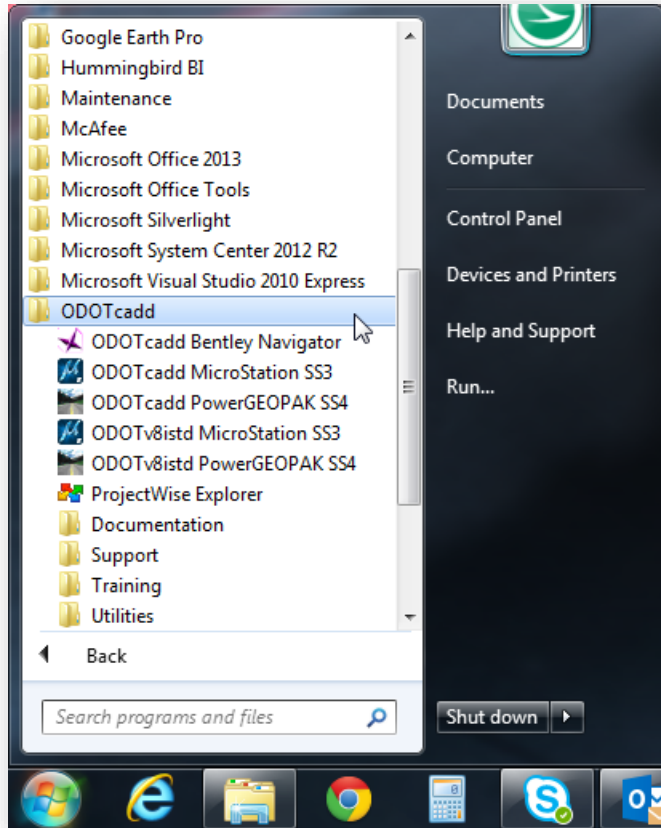 Google Earth Pro
Hummingbird BI
Maintenance
McAfee
Microsoft Office 2013
Microsoft Office Tools
Microsoft Silverlight
Microsoft System Center 2012 R2
Microsoft Visual Studio 2010 Express
ODOTcadd
ODOTcadd Bentley Navigator
ODOTcadd MicroStation SS3
ODOTcadd PowerGEOPAK SS4
ODOTv8istd MicroStation SS3
ODOTv8istd PowerGEOPAK SS4
ProjectWise Explorer
Documentation
Support
Training
Utilities
Back
Search programs and files
Documents
Computer
Control Panel
Devices and Printers
Help and Support
Run...
Shut down